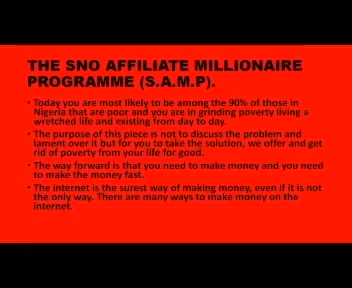 THE SNO AFFILIATE MILLIONAIRE
PROGRAMME (S.A.M.P).
• Today you are most likely to be among the 90% of those in
Nigeria that are poor and you are in grinding poverty living a
wretched life and existing from day to day.
• The purpose of this piece is not to discuss the problem and
lament over it but for you to take the solution, we offer and get
rid of poverty from your life for good.
• The way forward is that you need to make money and you need
to make the money fast.
• The internet is the surest way of making money, even if it is not
the only way. There are many ways to make money on the
internet.